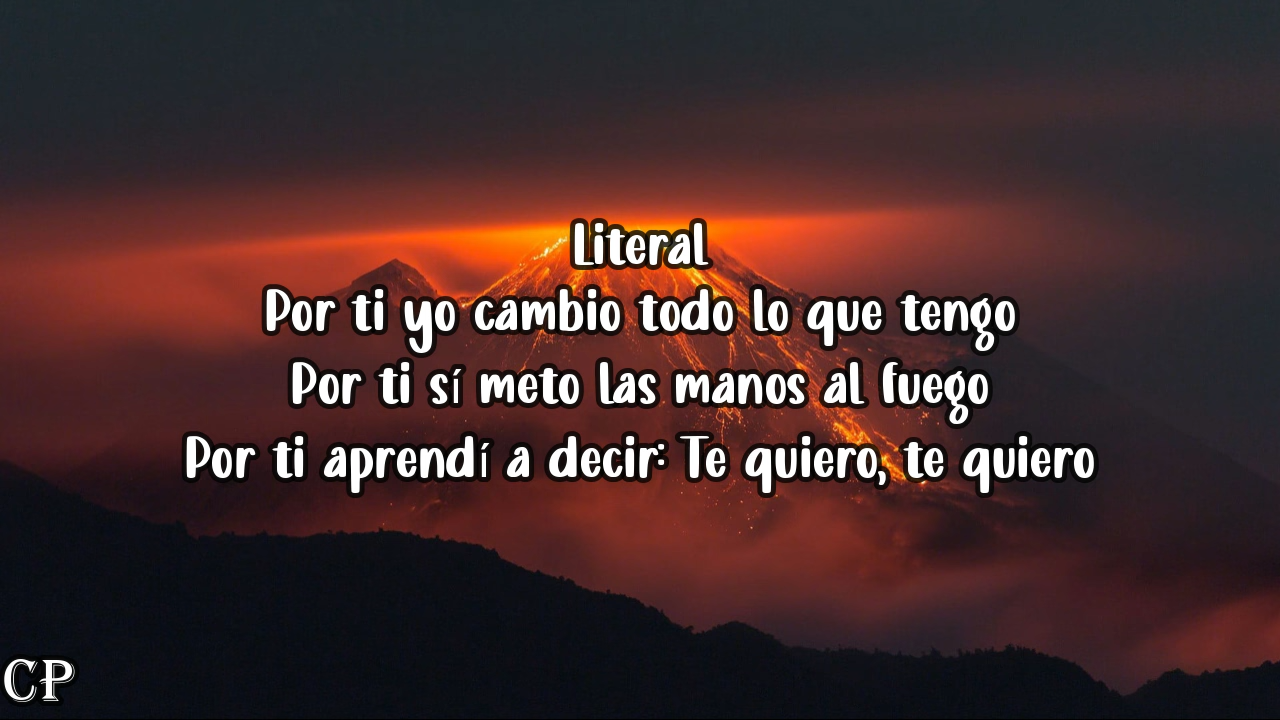 Literal
Por ti yo cambio todo lo que tengo
Por ti sí meto las manos al fuego
Por ti aprendí a decir: Te quiero, te quiero
CP